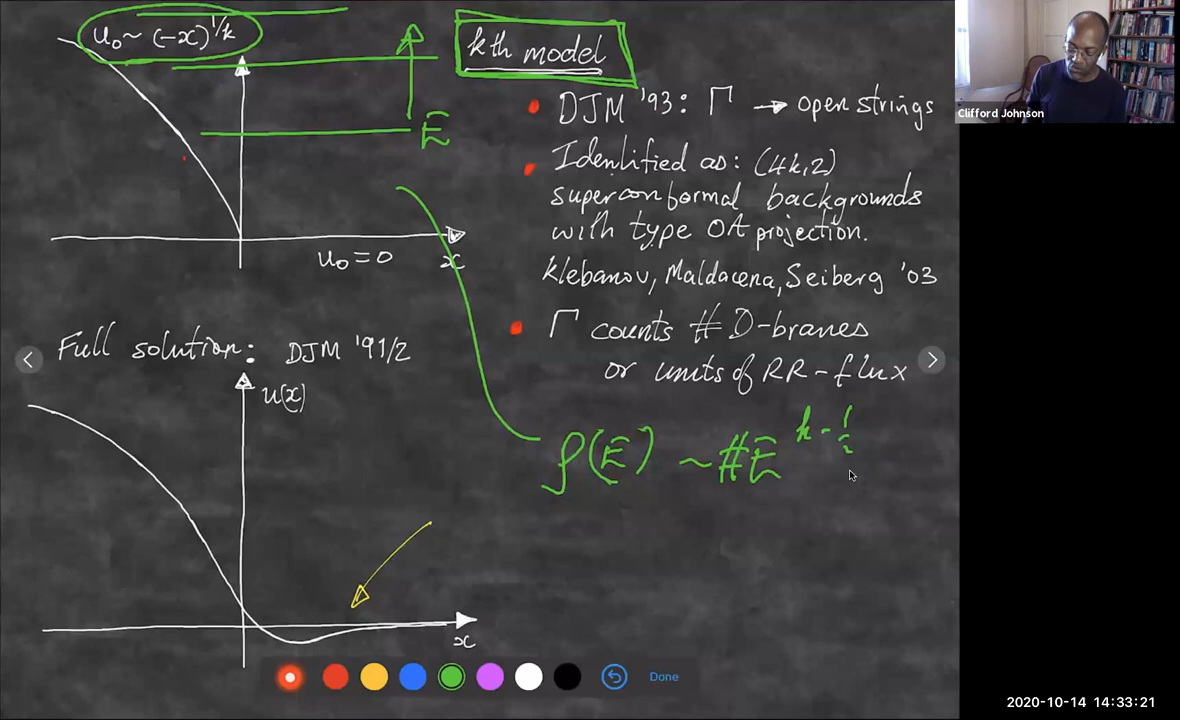 u₀ ~ (-x)^{1/k}
kth model
E
u₀ = 0
x
DJM '93: Γ → open strings
Identified as: (4k,2)
superconformal backgrounds
with type 0A projection.
Klebanov, Maldacena, Seiberg '03
Γ counts # D-branes
or units of RR-flux
ρ(E) ~ #E^{k-1/2}
Full solution: DJM '91/2
u(x)
x
Done
Clifford Johnson
2020-10-14 14:33:21